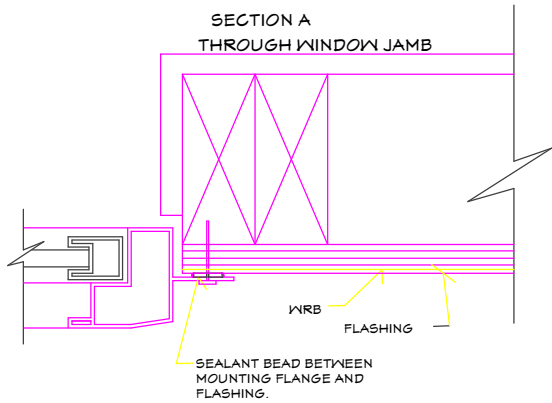 SECTION A
THROUGH WINDOW JAMB
WRB
FLASHING
SEALANT BEAD BETWEEN
MOUNTING FLANGE AND
FLASHING.